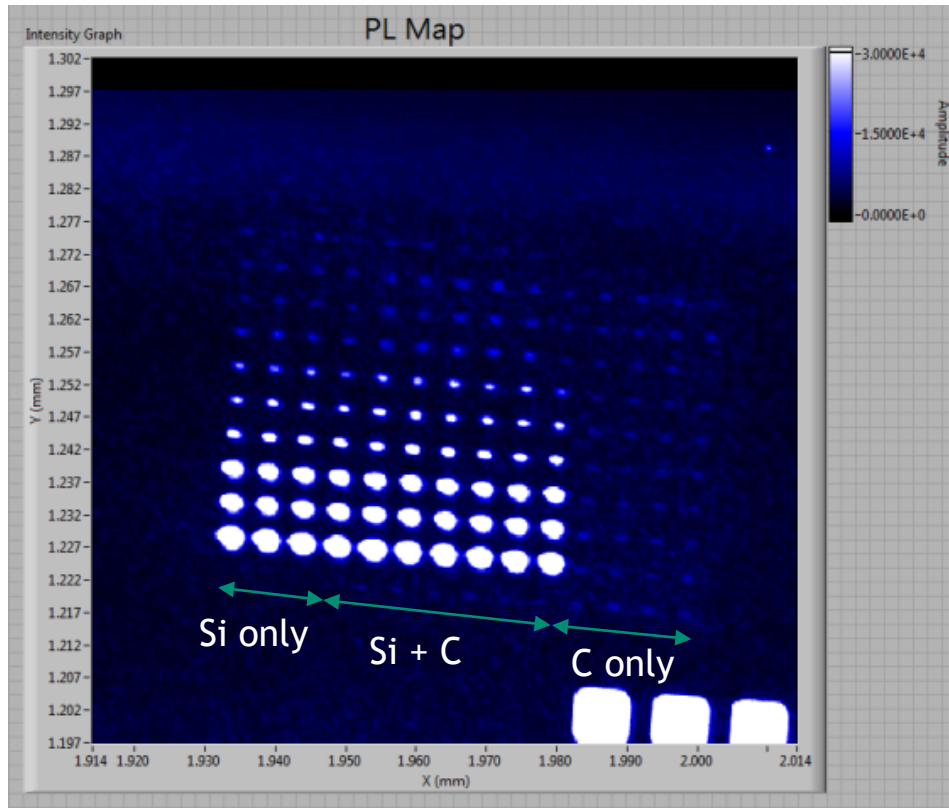 PL Map
Intensity Graph
1.302
1.297
1.292
1.287
1.282
1.277
1.272
1.267
1.262
1.257
1.252
1.247
1.242
1.237
1.232
1.227
1.222
1.217
1.212
1.207
1.202
1.197
Y (mm)
1.914 1.920 1.930 1.940 1.950 1.960 1.970 1.980 1.990 2.000 2.014
X (mm)
3.0000E+4
1.5000E+4
0.0000E+0
Amplitude
Si only
Si + C
C only